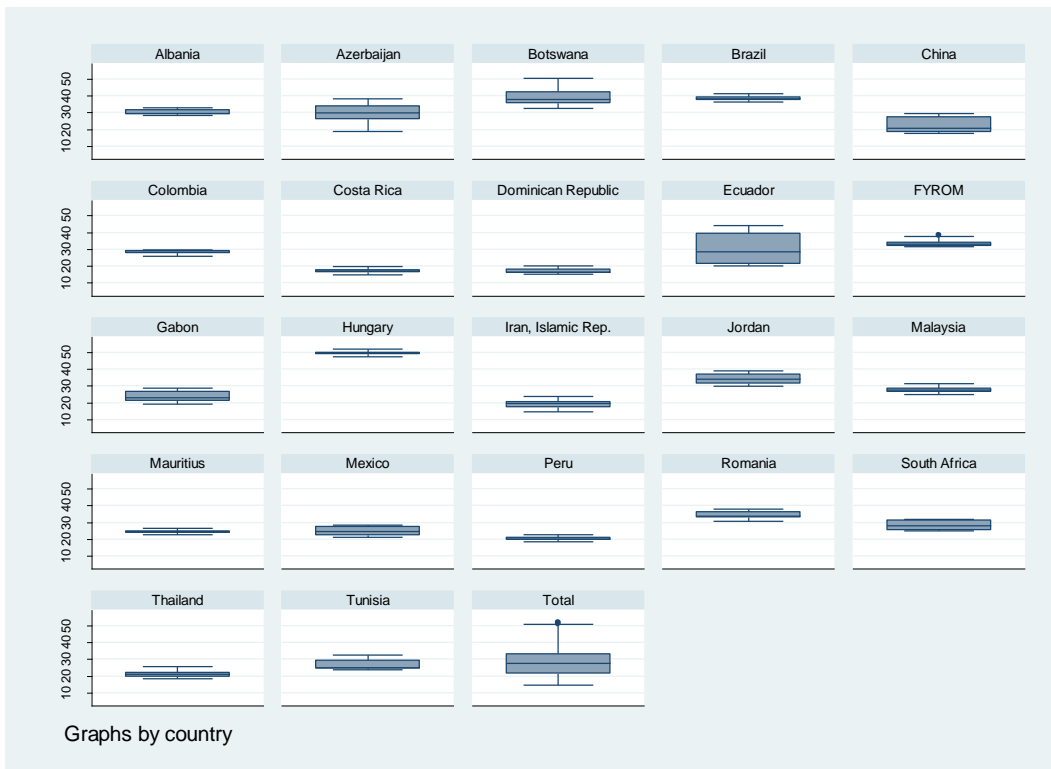 Albania Azerbaijan Botswana Brazil China
10 20 30 40 50
Colombia Costa Rica Dominican Republic Ecuador FYROM
10 20 30 40 50
Gabon Hungary Iran, Islamic Rep. Jordan Malaysia
10 20 30 40 50
Mauritius Mexico Peru Romania South Africa
10 20 30 40 50
Thailand Tunisia Total
10 20 30 40 50
Graphs by country